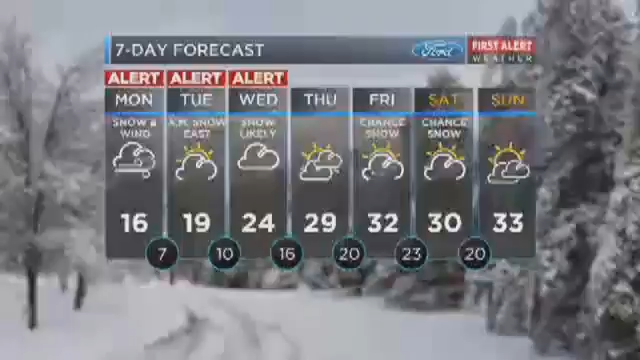 7-DAY FORECAST
Ford
FIRST ALERT
WEATHER
ALERT ALERT ALERT
MON TUE WED THU FRI SAT SUN
SNOW & WIND A.M. SNOW EAST SNOW LIKELY CHANCE SNOW CHANCE SNOW
16 19 24 29 32 30 33
7 10 16 20 23 20